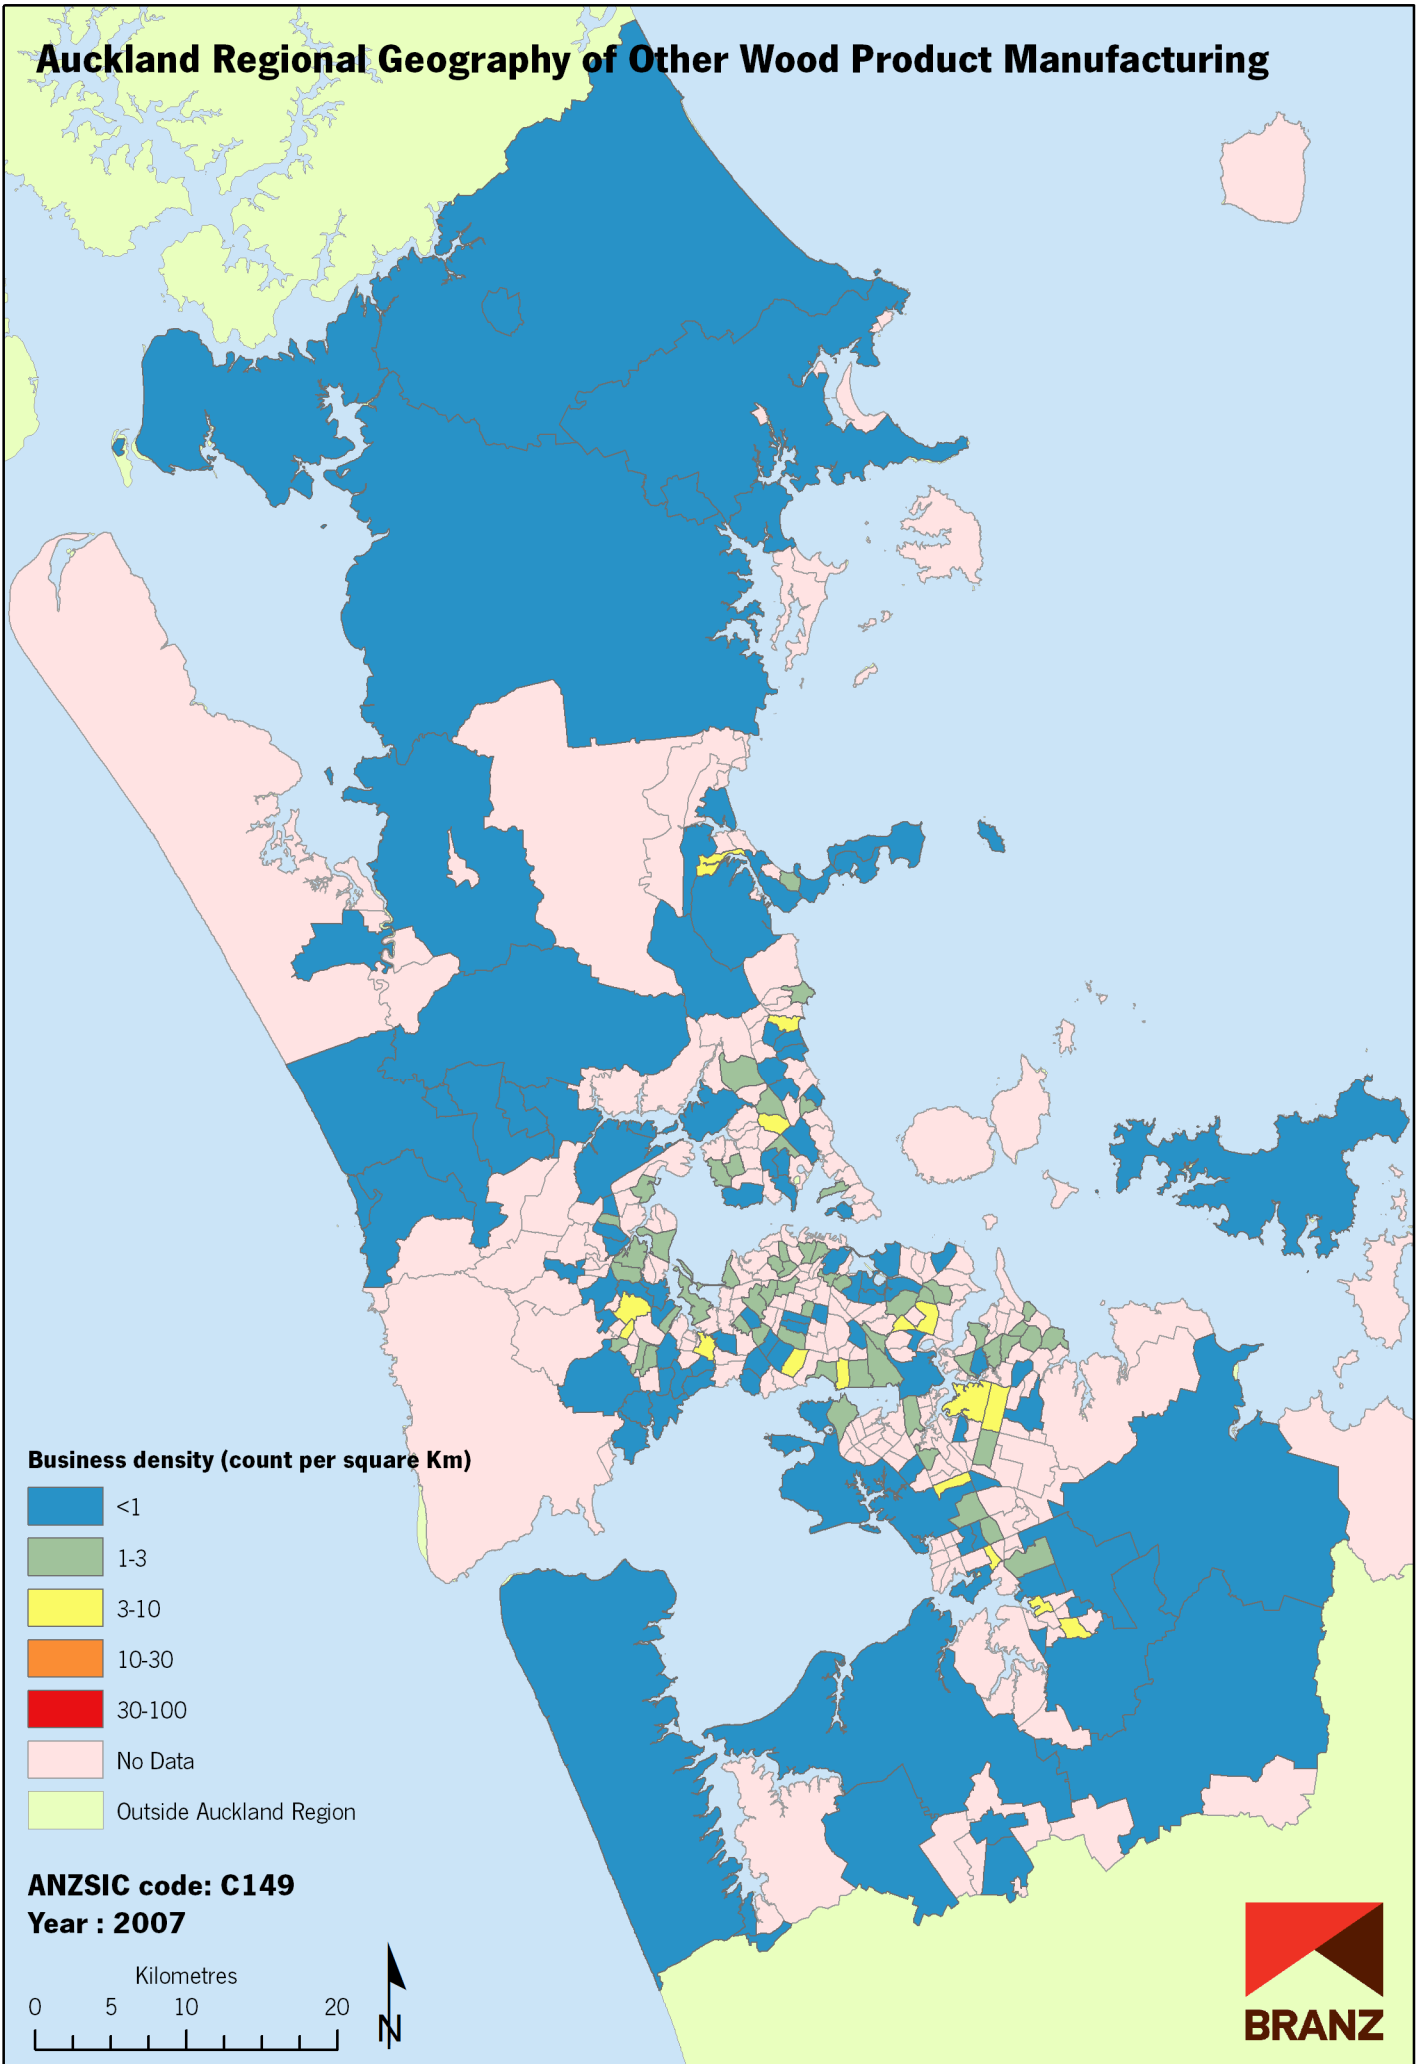 Auckland Regional Geography of Other Wood Product Manufacturing
Business density (count per square Km)
<1
1-3
3-10
10-30
30-100
No Data
Outside Auckland Region
ANZSIC code: C149
Year : 2007
Kilometres
0 5 10 20
N
BRANZ